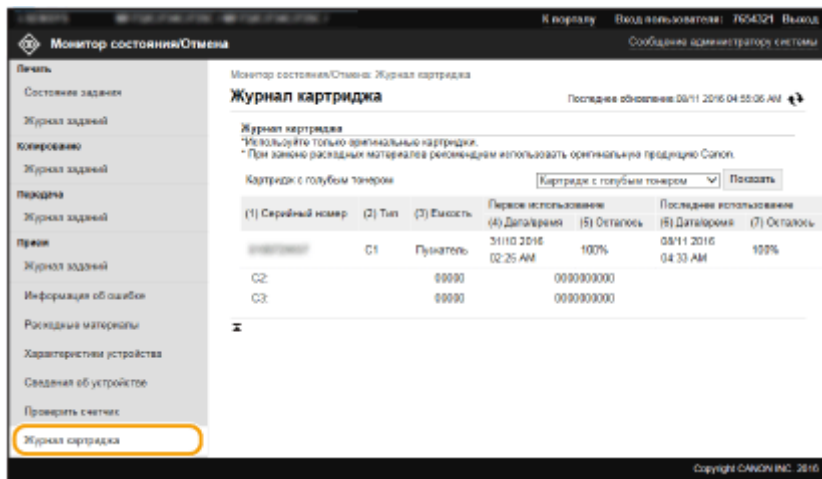 К порталу Вход пользователя: 7654321 Выход
Монитор состояния/Отмена
Сообщение администратору системы
Печать
Состояние задания
Журнал заданий
Копирование
Журнал заданий
Передача
Журнал заданий
Прием
Журнал заданий
Информация об ошибке
Расходные материалы
Характеристики устройства
Сведения об устройстве
Проверить счетчик
Журнал картриджа
Монитор состояния/Отмена: Журнал картриджа
Журнал картриджа
Последнее обновление: 08/11 2016 04:55:06 AM
Журнал картриджа
*Используйте только оригинальные картриджи.
* При замене расходных материалов рекомендуем использовать оригинальную продукцию Canon.
Картридж с голубым тонером
Картридж с голубым тонером Показать
(1) Серийный номер (2) Тип (3) Емкость Первое использование Последнее использование
(4) Дата/время (5) Осталось (6) Дата/время (7) Осталось
C1 Пускатель 31/10 2016 02:25 AM 100% 08/11 2016 04:33 AM 100%
C2: 00000 0000000000
C3: 00000 0000000000
Copyright CANON INC. 2016